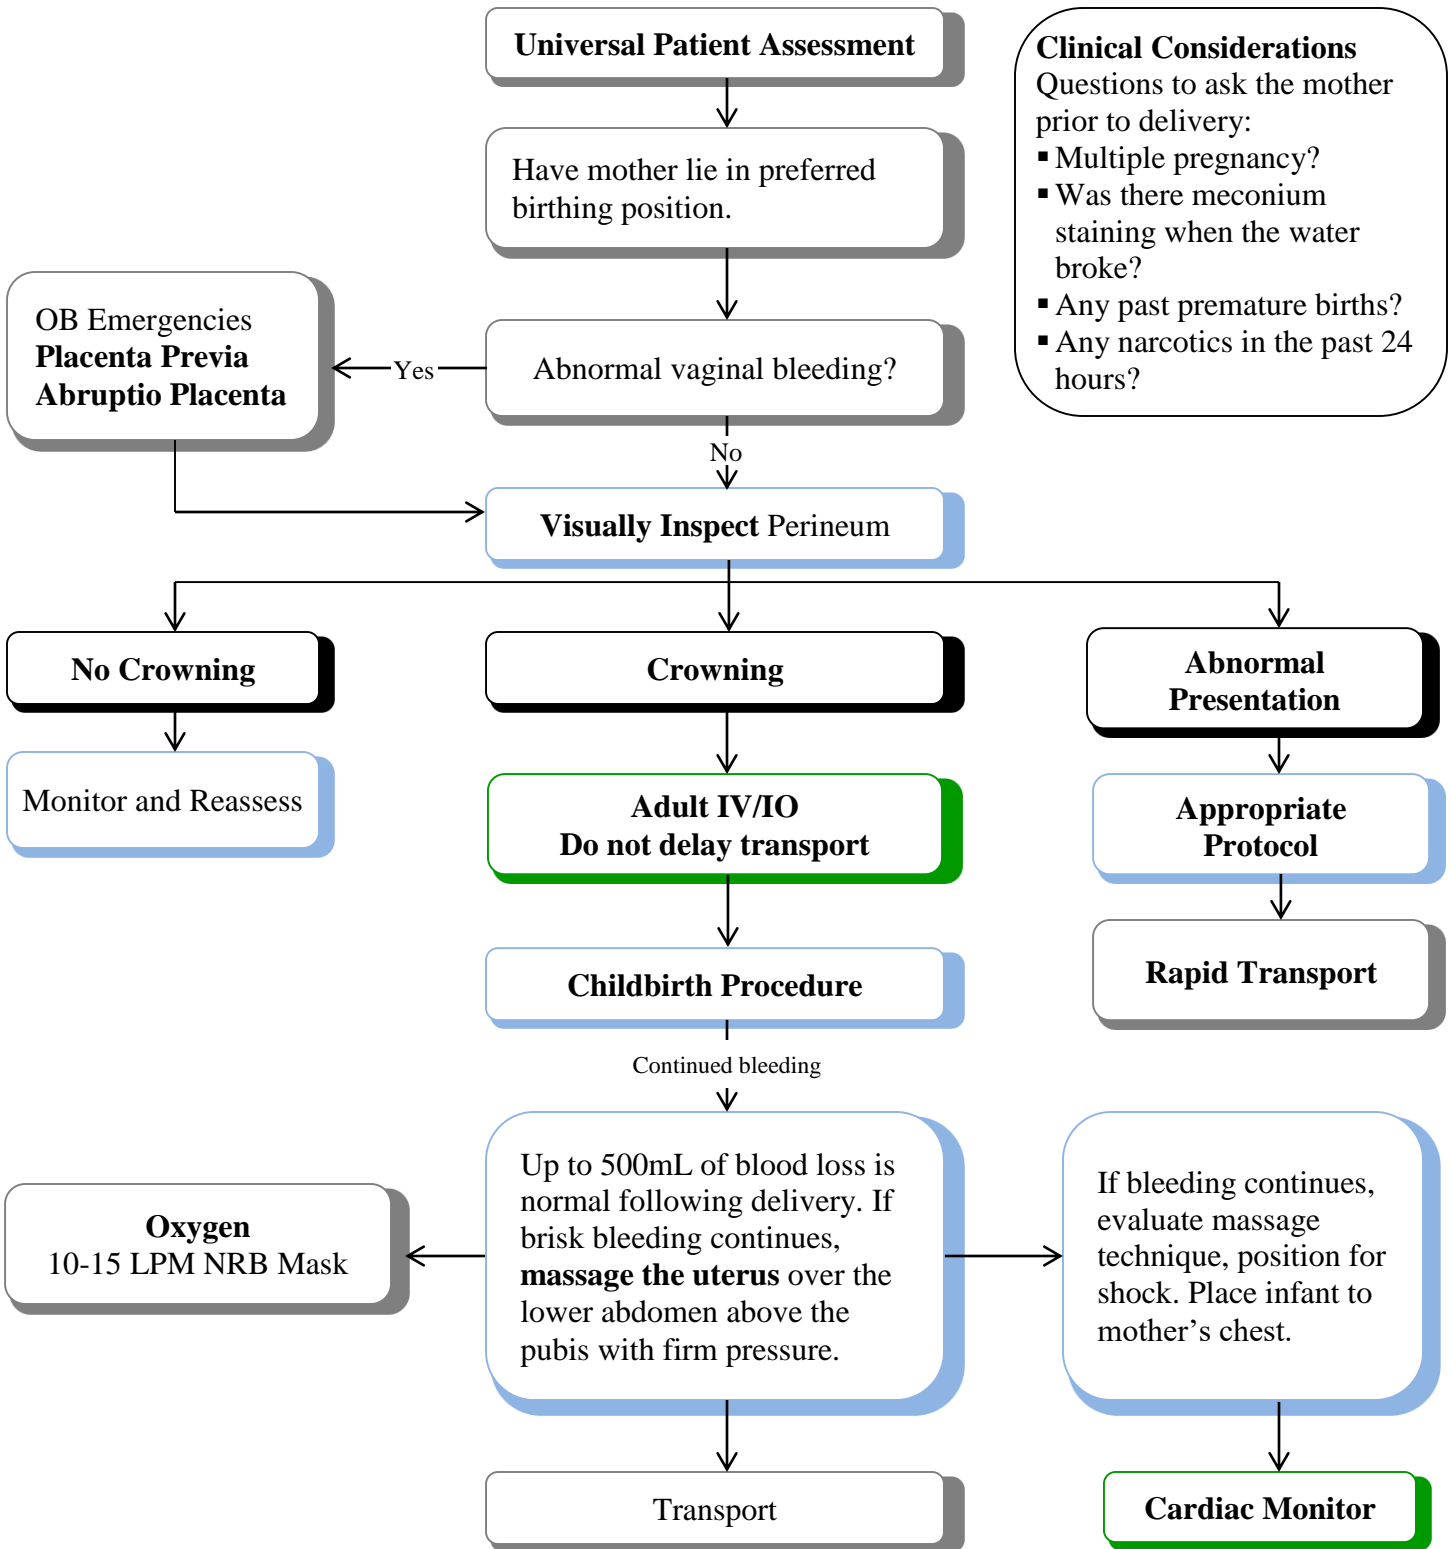 Universal Patient Assessment
Clinical Considerations
Questions to ask the mother
prior to delivery:
▪ Multiple pregnancy?
▪ Was there meconium
staining when the water
broke?
▪ Any past premature births?
▪ Any narcotics in the past 24
hours?
Have mother lie in preferred
birthing position.
OB Emergencies
Placenta Previa
Abruptio Placenta
Yes
Abnormal vaginal bleeding?
No
Visually Inspect Perineum
No Crowning
Crowning
Abnormal
Presentation
Monitor and Reassess
Adult IV/IO
Do not delay transport
Appropriate
Protocol
Childbirth Procedure
Rapid Transport
Continued bleeding
Oxygen
10-15 LPM NRB Mask
Up to 500mL of blood loss is
normal following delivery. If
brisk bleeding continues,
massage the uterus over the
lower abdomen above the
pubis with firm pressure.
If bleeding continues,
evaluate massage
technique, position for
shock. Place infant to
mother’s chest.
Transport
Cardiac Monitor